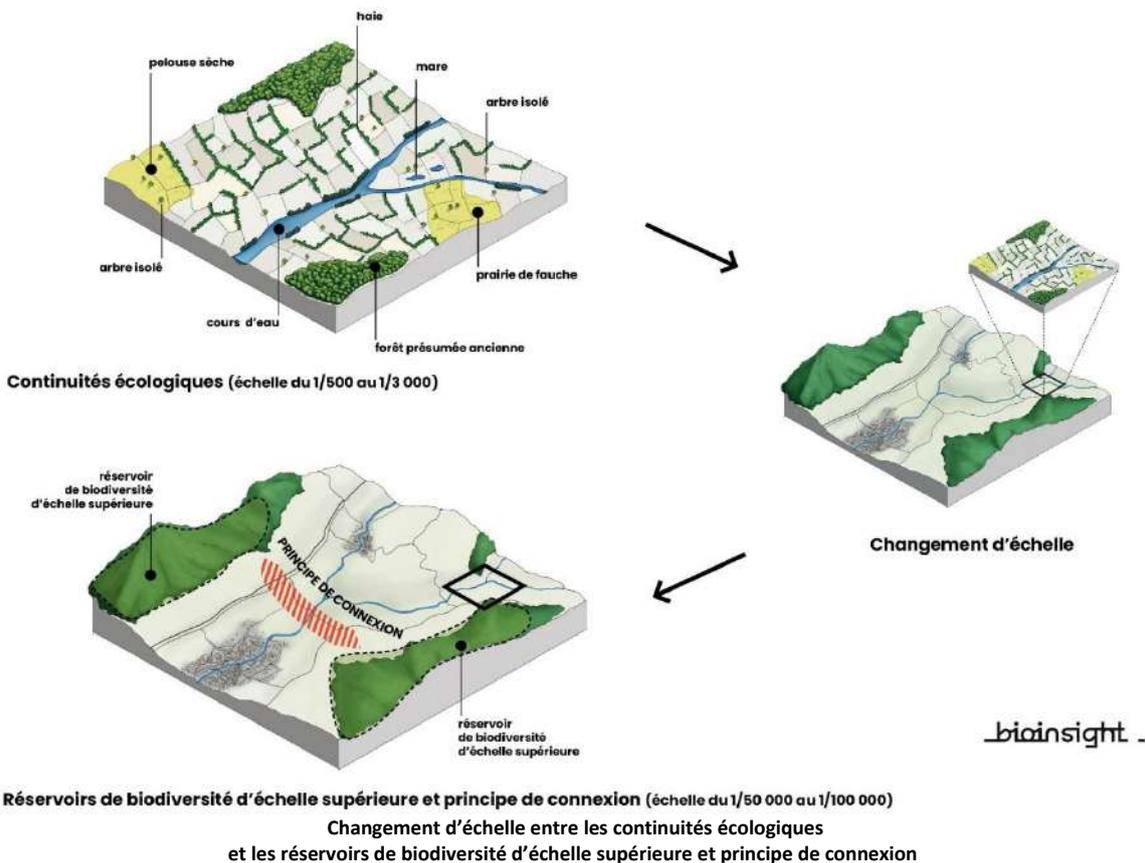 haie
pelouse sèche
mare
arbre isolé
arbre isolé
prairie de fauche
cours d'eau
forêt présumée ancienne
Continuités écologiques (échelle du 1/500 au 1/3 000)
Changement d'échelle
réservoir
de biodiversité
d'échelle supérieure
PRINCIPE DE CONNEXION
réservoir
de biodiversité
d'échelle supérieure
bioinsight
Réservoirs de biodiversité d'échelle supérieure et principe de connexion (échelle du 1/50 000 au 1/100 000)
Changement d'échelle entre les continuités écologiques
et les réservoirs de biodiversité d'échelle supérieure et principe de connexion